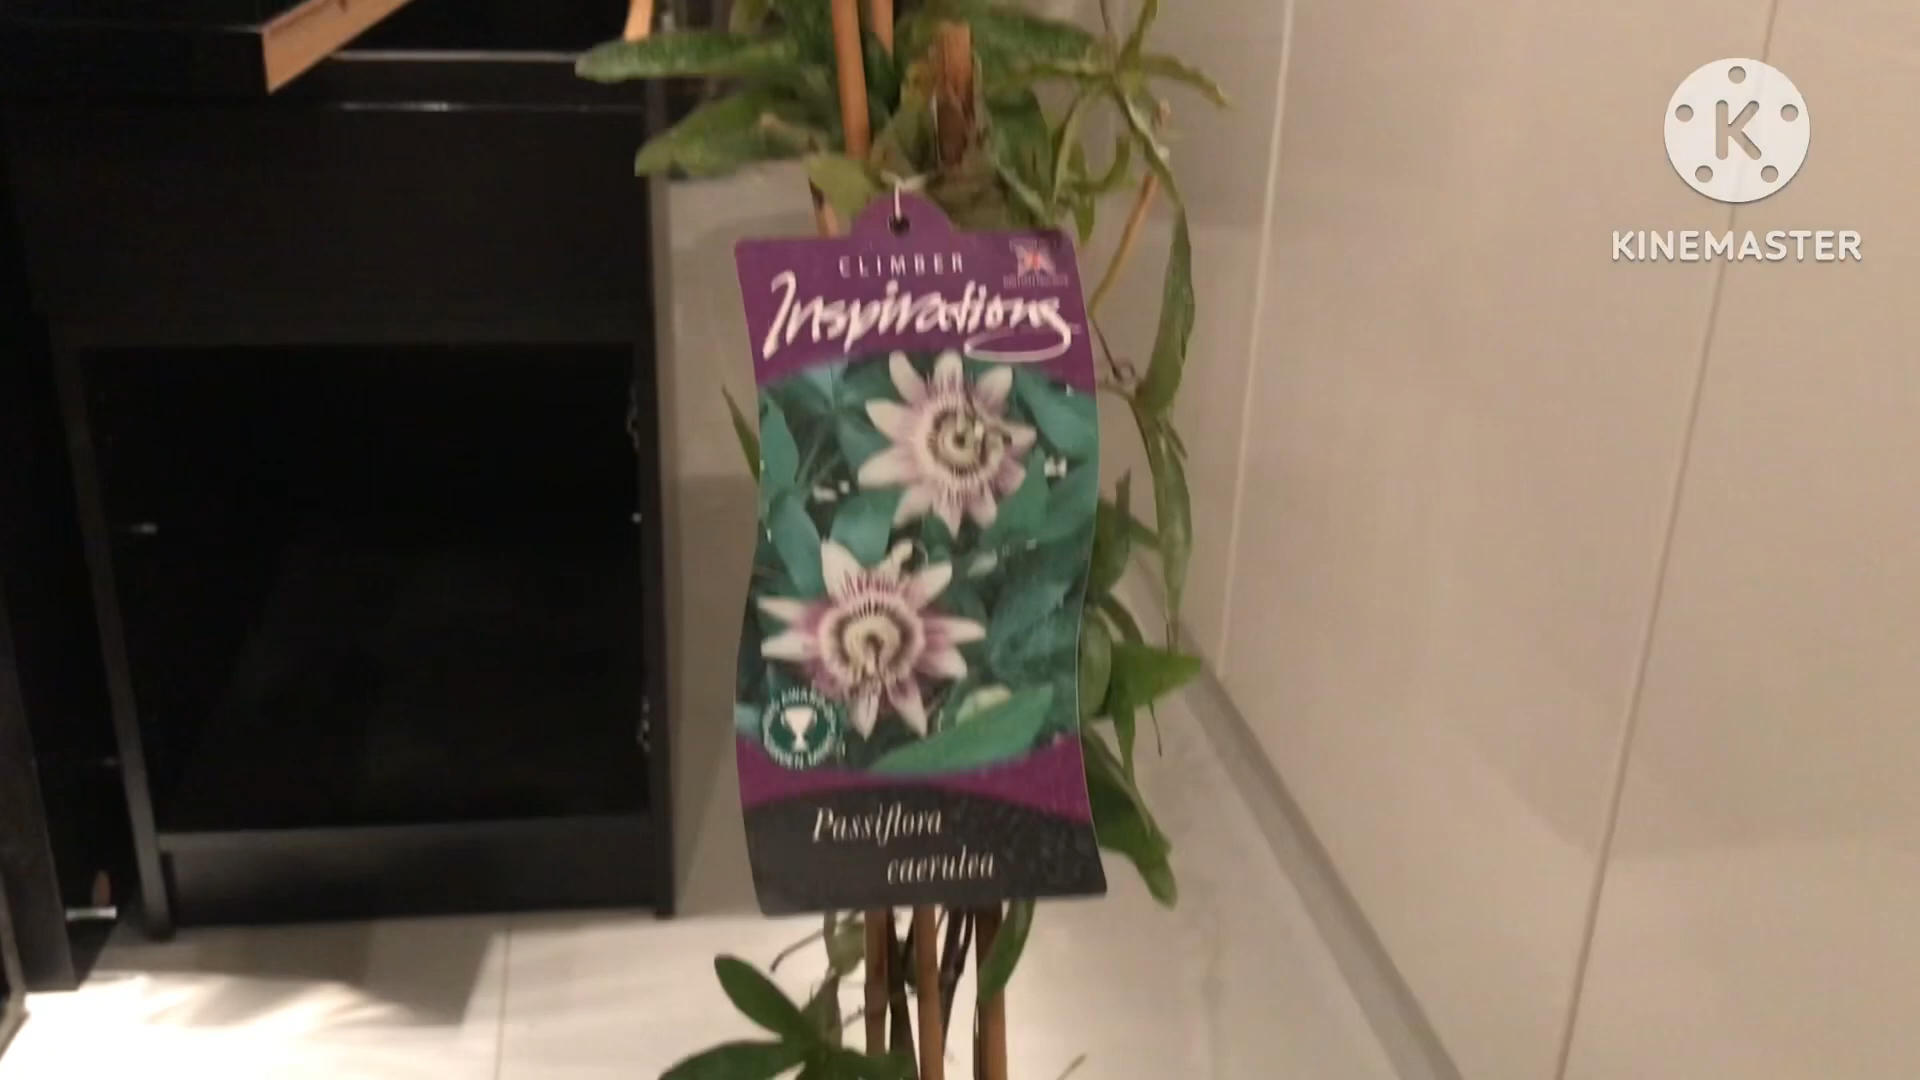 CLIMBER
Inspirations
Passiflora
caerulea
K
KINEMASTER